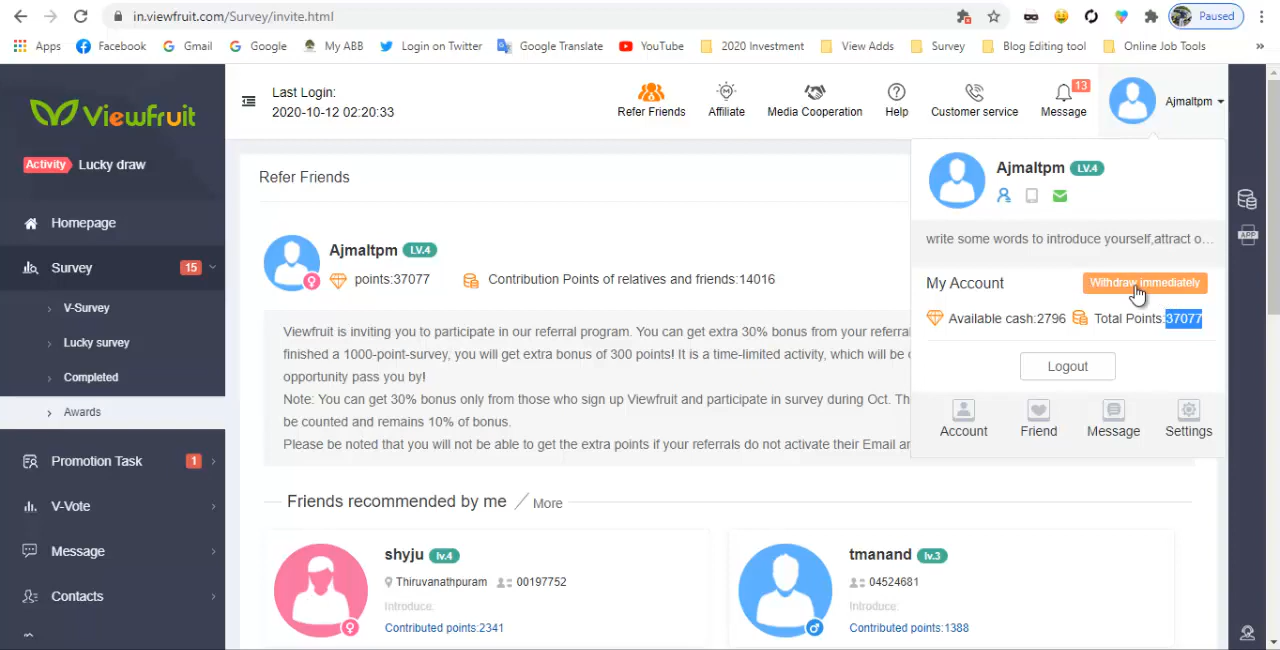 in.viewfruit.com/Survey/invite.html
Paused
Apps
Facebook
Gmail
Google
My ABB
Login on Twitter
Google Translate
YouTube
2020 Investment
View Adds
Survey
Blog Editing tool
Online Job Tools
»
Viewfruit
Activity Lucky draw
Homepage
Survey 15
V-Survey
Lucky survey
Completed
Awards
Promotion Task 1
V-Vote
Message
Contacts
Last Login:
2020-10-12 02:20:33
Refer Friends
Affiliate
Media Cooperation
Help
Customer service
Message
13
Ajmaltpm
Refer Friends
Ajmaltpm LV.4
points:37077
Contribution Points of relatives and friends:14016
Viewfruit is inviting you to participate in our referral program. You can get extra 30% bonus from your referral
finished a 1000-point-survey, you will get extra bonus of 300 points! It is a time-limited activity, which will be
opportunity pass you by!
Note: You can get 30% bonus only from those who sign up Viewfruit and participate in survey during Oct. Th
be counted and remains 10% of bonus.
Please be noted that you will not be able to get the extra points if your referrals do not activate their Email an
Ajmaltpm LV.4
write some words to introduce yourself,attract o...
My Account
Withdraw immediately
Available cash:2796
Total Points:37077
Logout
Account
Friend
Message
Settings
APP
Friends recommended by me / More
shyju lv.4
Thiruvanathpuram
00197752
Introduce:
Contributed points:2341
tmanand lv.3
04524681
Introduce:
Contributed points:1388